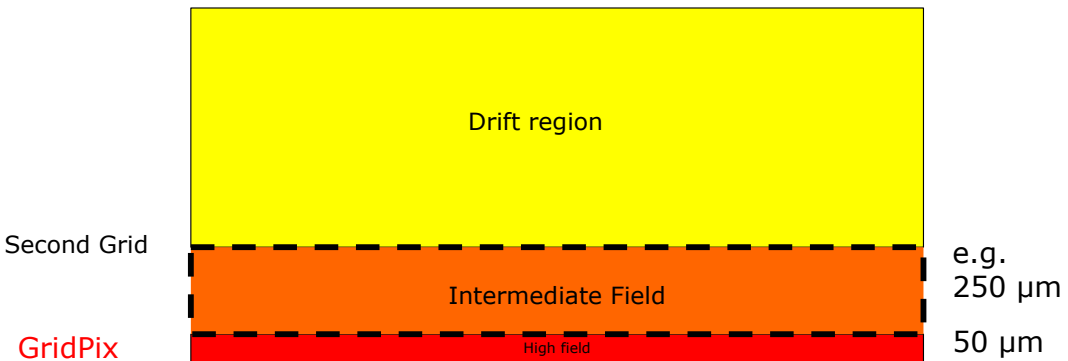 Drift region
Second Grid
e.g.
250 µm
Intermediate Field
GridPix
High field
50 µm